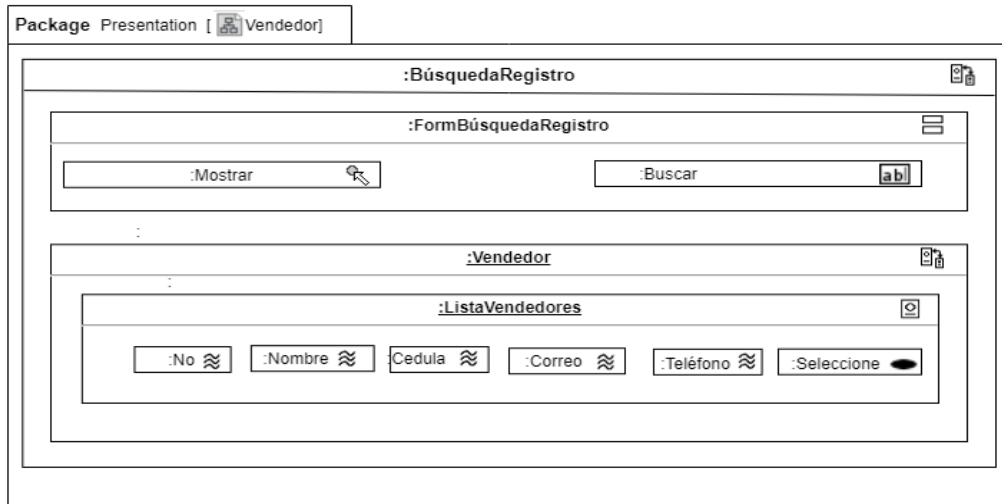 Package Presentation [ Vendedor]
:BúsquedaRegistro
:FormBúsquedaRegistro
:Mostrar :Buscar ab
:
:Vendedor
:
:ListaVendedores
:No :Nombre :Cedula :Correo :Teléfono :Seleccione